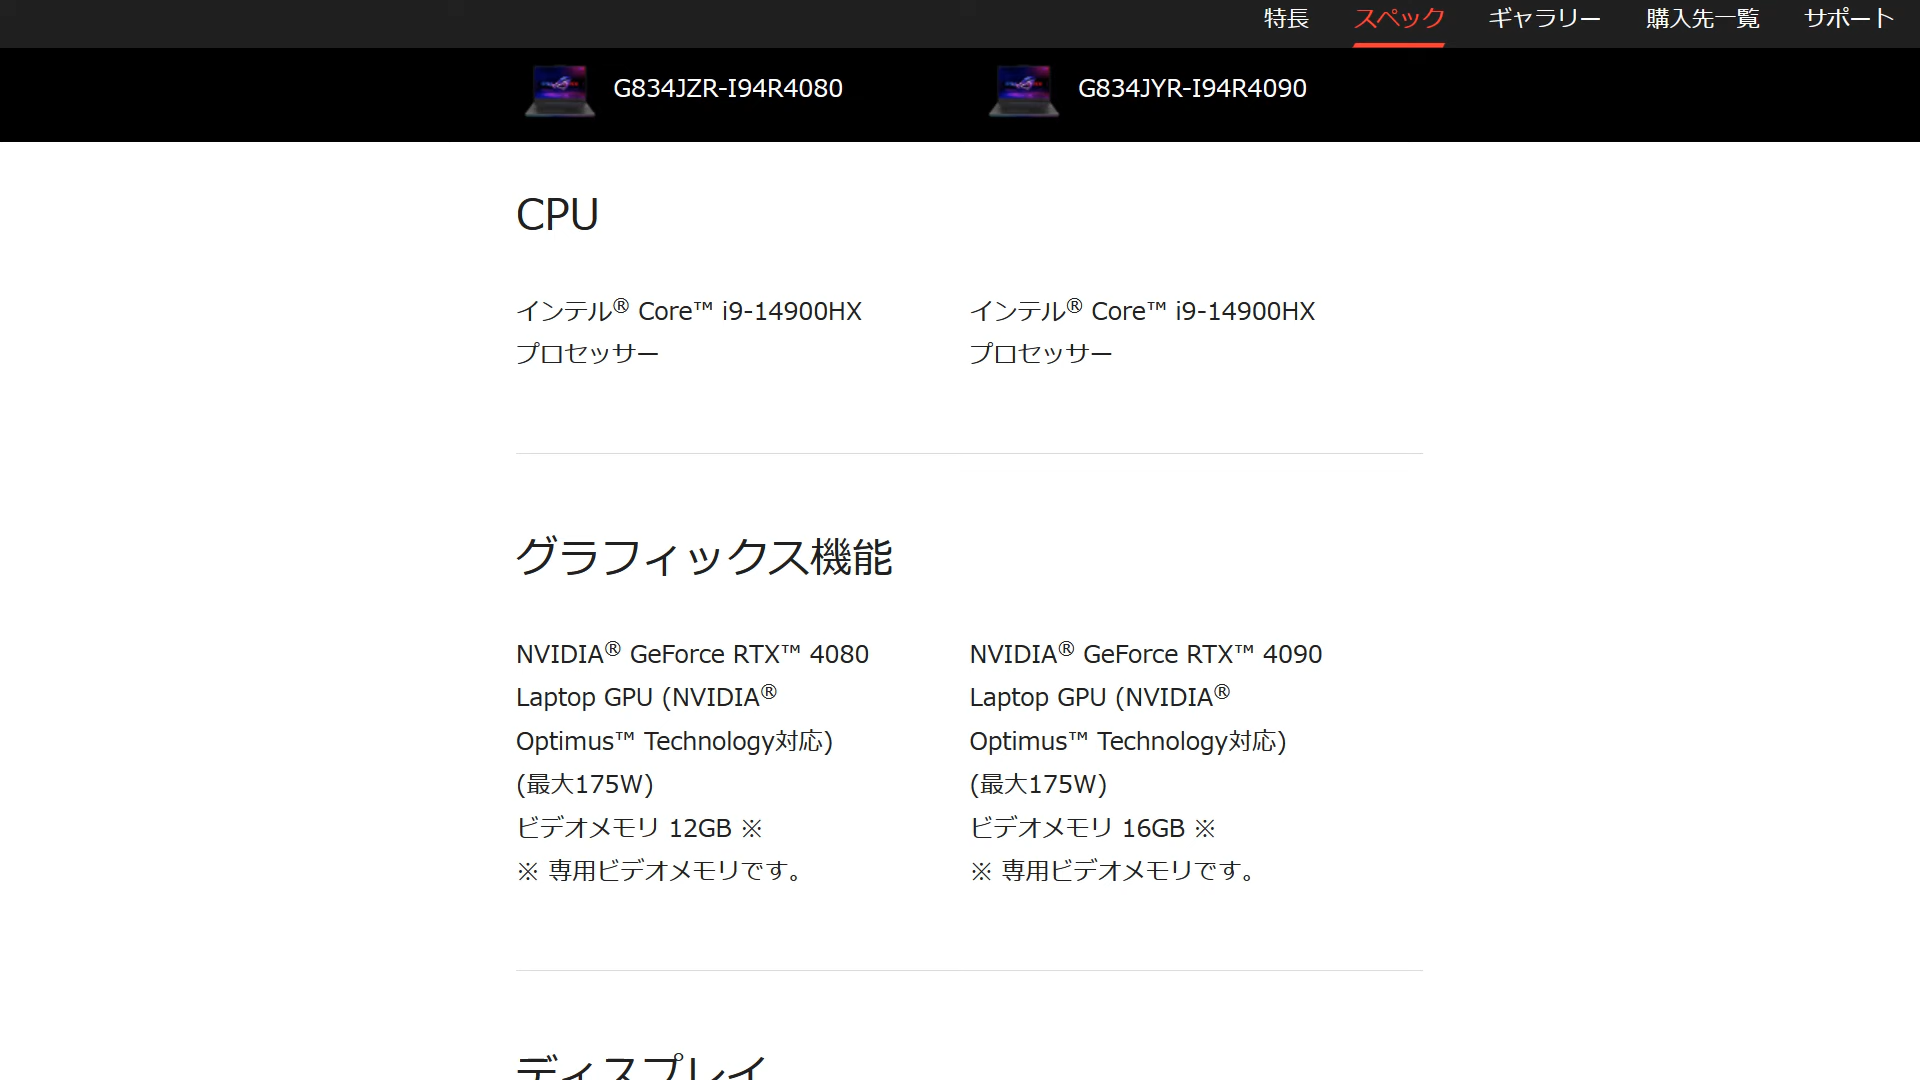 特長 スペック ギャラリー 購入先一覧 サポート
G834JZR-I94R4080 G834JYR-I94R4090
CPU
インテル® Core™ i9-14900HX
プロセッサー
インテル® Core™ i9-14900HX
プロセッサー
グラフィックス機能
NVIDIA® GeForce RTX™ 4080
Laptop GPU (NVIDIA®
Optimus™ Technology対応)
(最大175W)
ビデオメモリ 12GB ※
※ 専用ビデオメモリです。
NVIDIA® GeForce RTX™ 4090
Laptop GPU (NVIDIA®
Optimus™ Technology対応)
(最大175W)
ビデオメモリ 16GB ※
※ 専用ビデオメモリです。
ディスプレイ